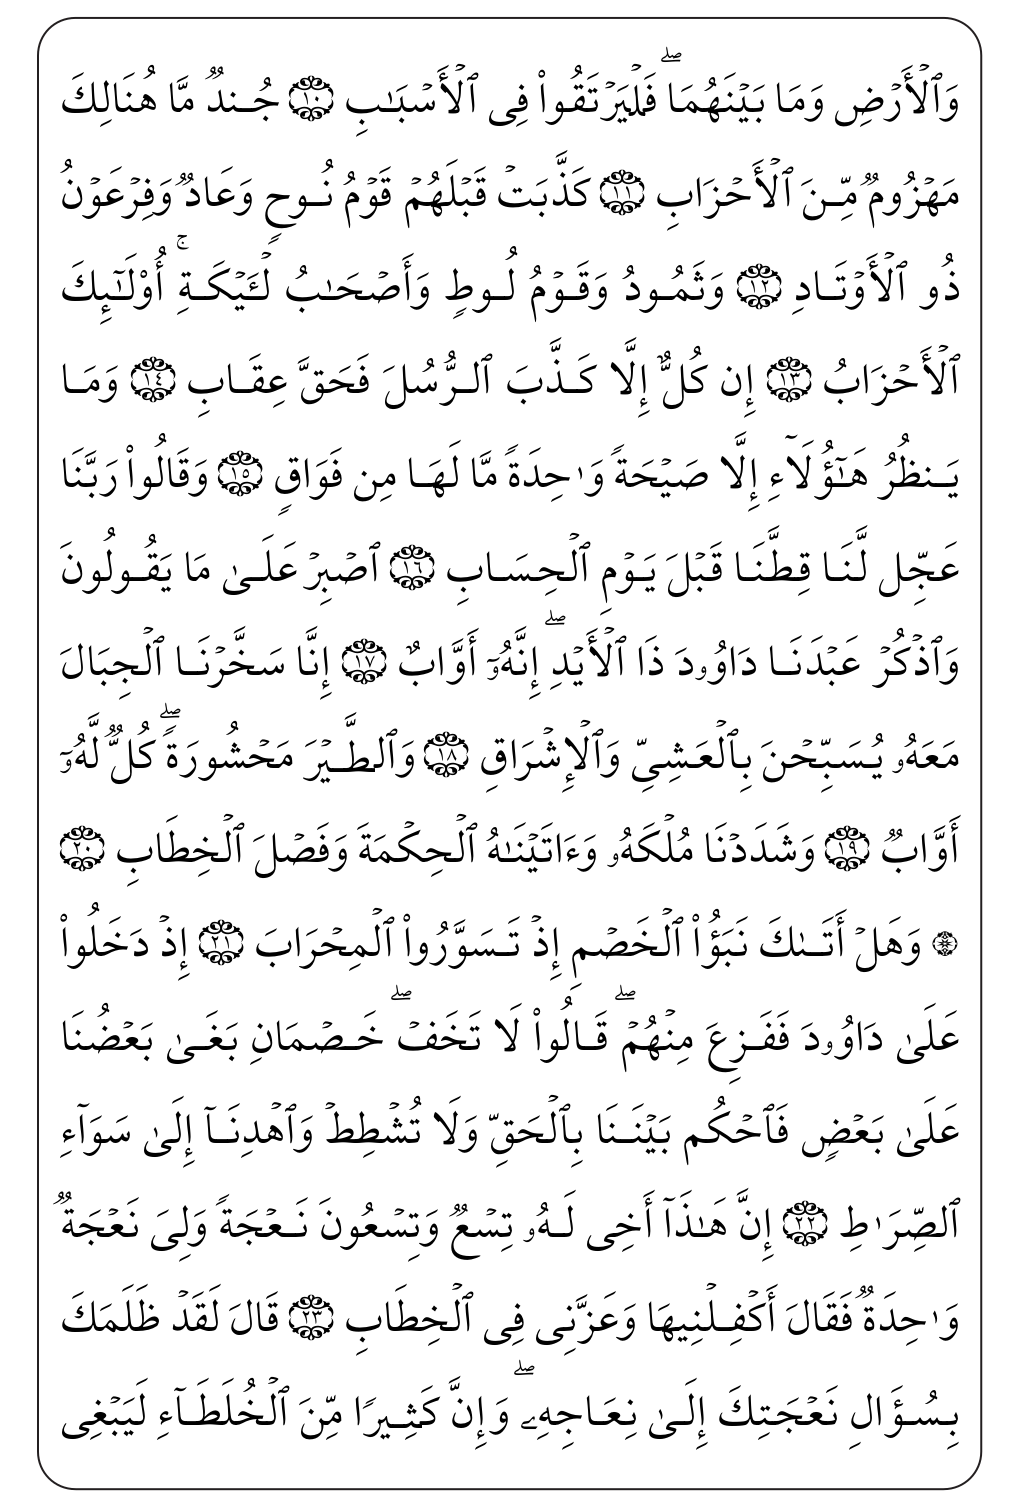 وَٱلۡأَرۡضِ وَمَا بَيۡنَهُمَاۖ فَلۡيَرۡتَقُواْ فِى ٱلۡأَسۡبَـٰبِ ١٠ جُندٌ مَّا هُنَالِكَ
مَهۡزُومٌ مِّنَ ٱلۡأَحۡزَابِ ١١ كَذَّبَتۡ قَبۡلَهُمۡ قَوۡمُ نُوحٍ وَعَادٌ وَفِرۡعَوۡنُ
ذُو ٱلۡأَوۡتَادِ ١٢ وَثَمُودُ وَقَوۡمُ لُوطٍ وَأَصۡحَـٰبُ لۡـَٔيۡكَةِۚ أُوْلَـٰٓئِكَ
ٱلۡأَحۡزَابُ ١٣ إِن كُلٌّ إِلَّا كَذَّبَ ٱلرُّسُلَ فَحَقَّ عِقَابِ ١٤ وَمَا
يَنظُرُ هَـٰٓؤُلَآءِ إِلَّا صَيۡحَةً وَٰحِدَةً مَّا لَهَا مِن فَوَاقٍ ١٥ وَقَالُواْ رَبَّنَا
عَجِّل لَّنَا قِطَّنَا قَبۡلَ يَوۡمِ ٱلۡحِسَابِ ١٦ ٱصۡبِرۡ عَلَىٰ مَا يَقُولُونَ
وَٱذۡكُرۡ عَبۡدَنَا دَاوُۥدَ ذَا ٱلۡأَيۡدِۖ إِنَّهُۥٓ أَوَّابٌ ١٧ إِنَّا سَخَّرۡنَا ٱلۡجِبَالَ
مَعَهُۥ يُسَبِّحۡنَ بِٱلۡعَشِىِّ وَٱلۡإِشۡرَاقِ ١٨ وَٱلطَّيۡرَ مَحۡشُورَةًۖ كُلٌّ لَّهُۥٓ
أَوَّابٌ ١٩ وَشَدَدۡنَا مُلۡكَهُۥ وَءَاتَيۡنَـٰهُ ٱلۡحِكۡمَةَ وَفَصۡلَ ٱلۡخِطَابِ ٢٠
۞ وَهَلۡ أَتَىٰكَ نَبَؤُاْ ٱلۡخَصۡمِ إِذۡ تَسَوَّرُواْ ٱلۡمِحۡرَابَ ٢١ إِذۡ دَخَلُواْ
عَلَىٰ دَاوُۥدَ فَفَزِعَ مِنۡهُمۡۖ قَالُواْ لَا تَخَفۡۖ خَصۡمَانِ بَغَىٰ بَعۡضُنَا
عَلَىٰ بَعۡضٍ فَٱحۡكُم بَيۡنَنَا بِٱلۡحَقِّ وَلَا تُشۡطِطۡ وَٱهۡدِنَآ إِلَىٰ سَوَآءِ
ٱلصِّرَٰطِ ٢٢ إِنَّ هَـٰذَآ أَخِى لَهُۥ تِسۡعٌ وَتِسۡعُونَ نَعۡجَةً وَلِىَ نَعۡجَةٌ
وَٰحِدَةٌ فَقَالَ أَكۡفِلۡنِيهَا وَعَزَّنِى فِى ٱلۡخِطَابِ ٢٣ قَالَ لَقَدۡ ظَلَمَكَ
بِسُؤَالِ نَعۡجَتِكَ إِلَىٰ نِعَاجِهِۦۖ وَإِنَّ كَثِيرًا مِّنَ ٱلۡخُلَطَآءِ لَيَبۡغِى